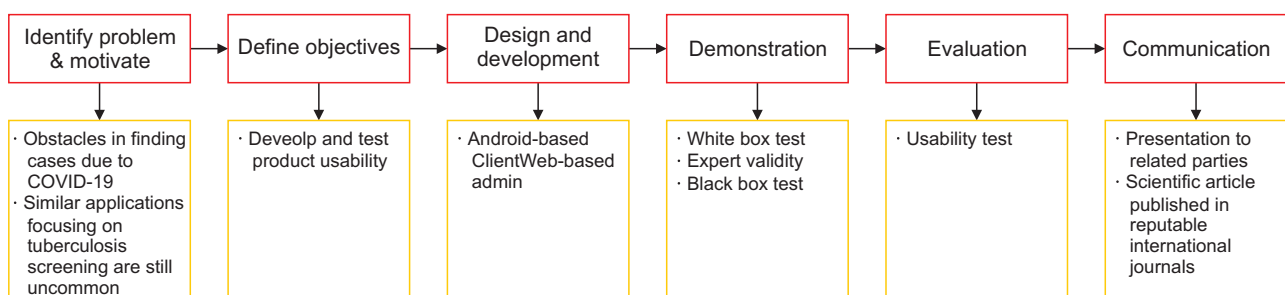 Identify problem
& motivate
Define objectives
Design and
development
Demonstration
Evaluation
Communication
· Obstacles in finding
cases due to
COVID-19
· Similar applications
focusing on
tuberculosis
screening are still
uncommon
· Deveolp and test
product usability
· Android-based
ClientWeb-based
admin
· White box test
· Expert validity
· Black box test
· Usability test
· Presentation to
related parties
· Scientific article
published in
reputable
international
journals